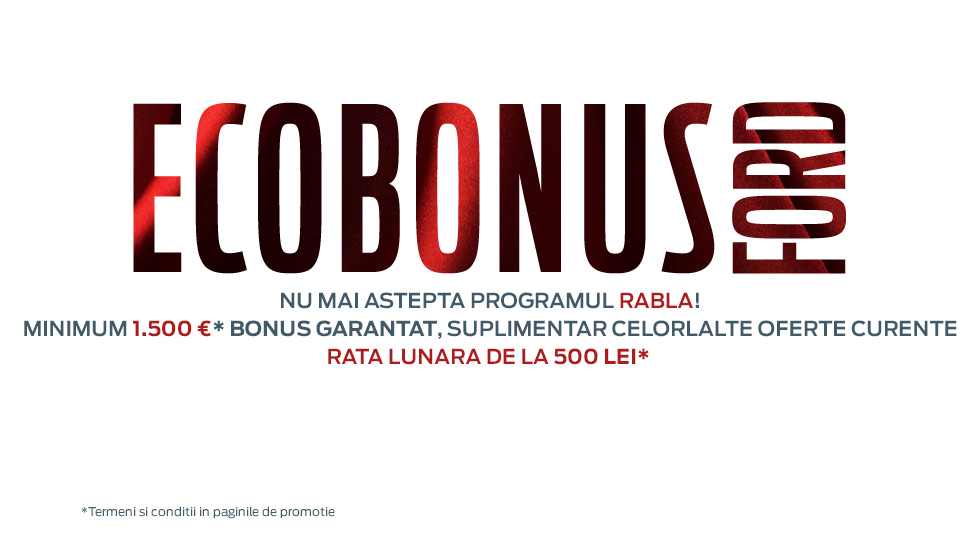 ECOBONUS FORD
NU MAI ASTEPTA PROGRAMUL RABLA!
MINIMUM 1.500 €* BONUS GARANTAT, SUPLIMENTAR CELORLALTE OFERTE CURENTE
RATA LUNARA DE LA 500 LEI*
*Termeni si conditii in paginile de promotie